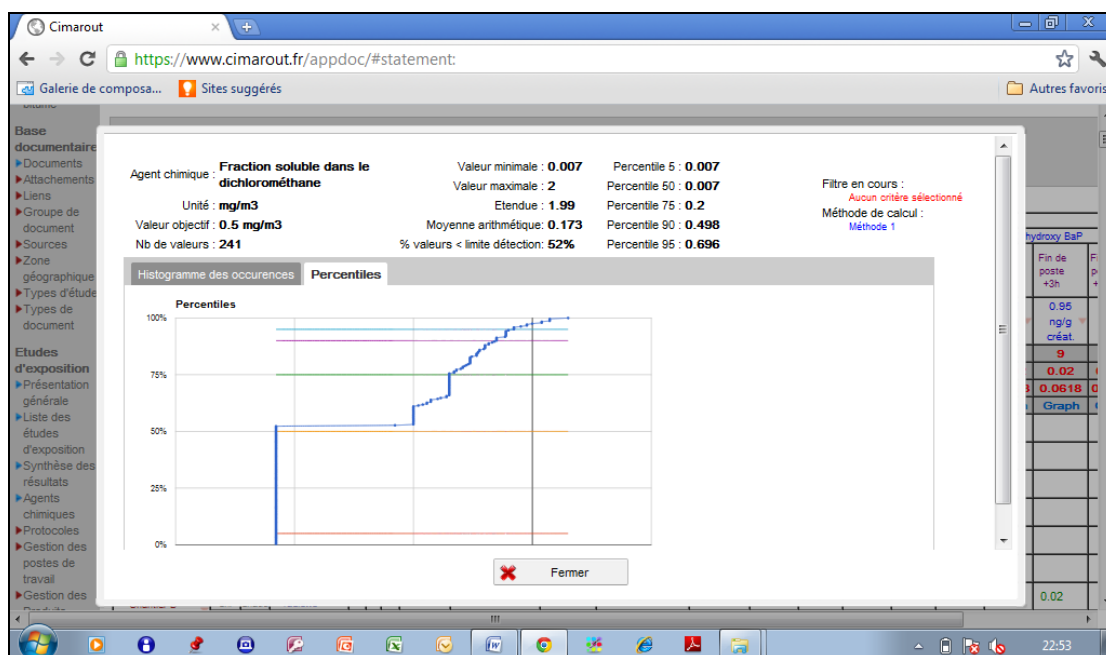 Cimarout
https://www.cimarout.fr/appdoc/#statement:
Galerie de composa... Sites suggérés Autres favoris
Base
documentaire
Documents
Attachements
Liens
Groupe de
document
Sources
Zone
géographique
Types d'étude
Types de
document
Etudes
d'exposition
Présentation
générale
Liste des
études
d'exposition
Synthèse des
résultats
Agents
chimiques
Protocoles
Gestion des
postes de
travail
Gestion des
Agent chimique : Fraction soluble dans le
dichlorométhane
Unité : mg/m3
Valeur objectif : 0.5 mg/m3
Nb de valeurs : 241
Valeur minimale : 0.007
Valeur maximale : 2
Etendue : 1.99
Moyenne arithmétique: 0.173
% valeurs < limite détection: 52%
Percentile 5 : 0.007
Percentile 50 : 0.007
Percentile 75 : 0.2
Percentile 90 : 0.498
Percentile 95 : 0.696
Filtre en cours :
Aucun critère sélectionné
Méthode de calcul :
Méthode 1
Histogramme des occurences Percentiles
Percentiles
100%
75%
50%
25%
0%
Fermer
hydroxy BaP
Fin de
poste
+3h
0.95
ng/g
créat.
9
0.02
0.0618
Graph
0.02
22:53